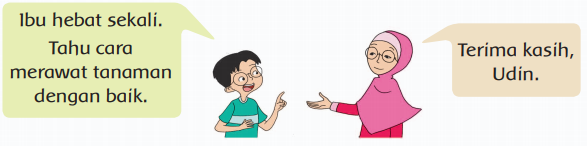 Ibu hebat sekali.
Tahu cara
merawat tanaman
dengan baik.
Terima kasih,
Udin.